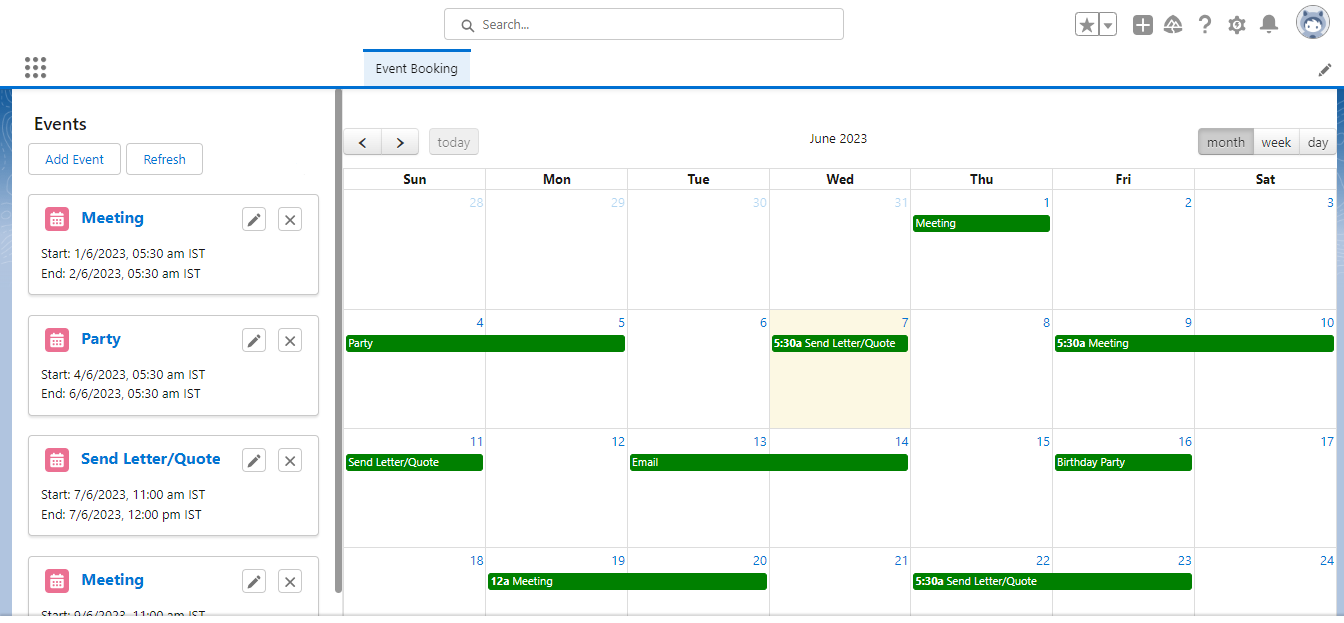 Search...
Event Booking
Events
Add Event
Refresh
Meeting
Start: 1/6/2023, 05:30 am IST
End: 2/6/2023, 05:30 am IST
Party
Start: 4/6/2023, 05:30 am IST
End: 6/6/2023, 05:30 am IST
Send Letter/Quote
Start: 7/6/2023, 11:00 am IST
End: 7/6/2023, 12:00 pm IST
Meeting
Start: 9/6/2023, 11:00 am IST
today
June 2023
month week day
Sun Mon Tue Wed Thu Fri Sat
28 29 30 31 1 2 3
Meeting
4 5 6 7 8 9 10
Party 5:30a Send Letter/Quote 5:30a Meeting
11 12 13 14 15 16 17
Send Letter/Quote Email Birthday Party
18 19 20 21 22 23 24
12a Meeting 5:30a Send Letter/Quote